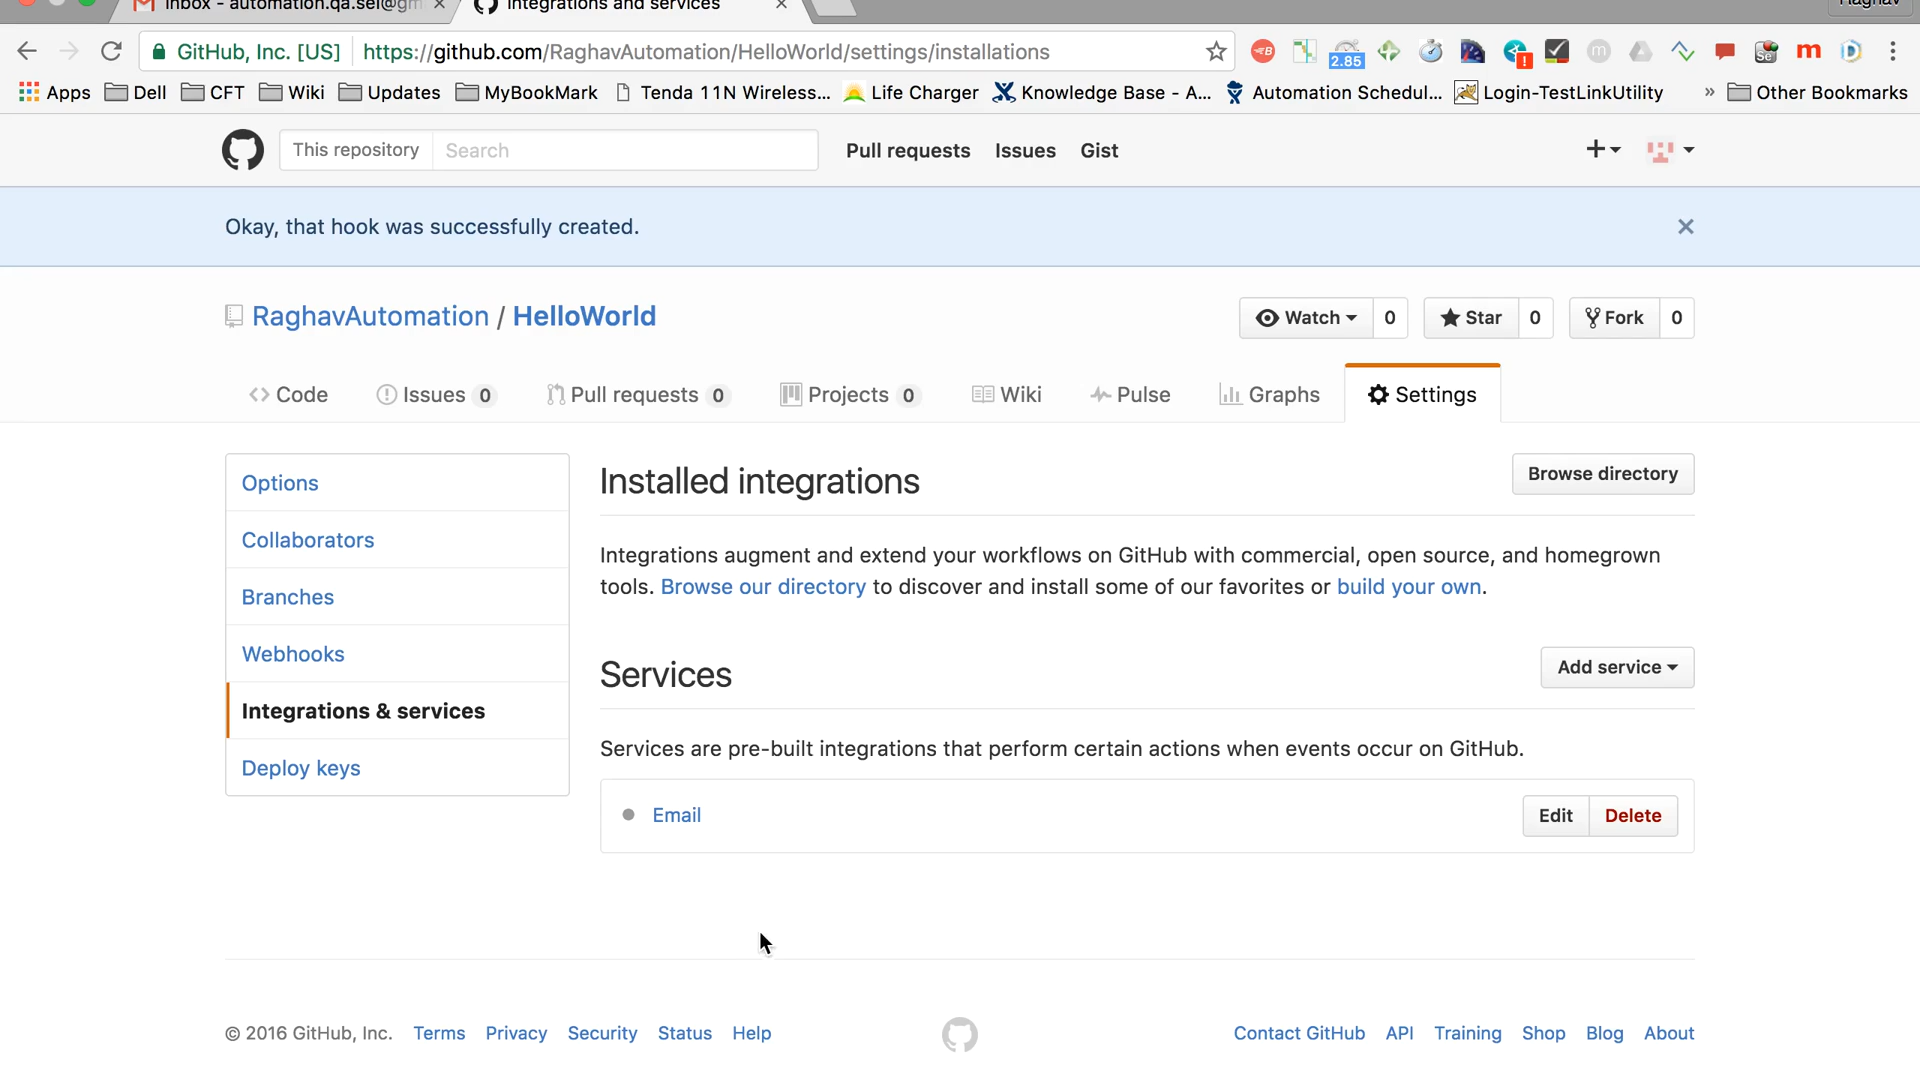 Inbox - automation.qa.sel@gm
Integrations and services
Raghav
GitHub, Inc. [US] https://github.com/RaghavAutomation/HelloWorld/settings/installations
2.85
Apps Dell CFT Wiki Updates MyBookMark Tenda 11N Wireless... Life Charger Knowledge Base - A... Automation Schedul... Login-TestLinkUtility » Other Bookmarks
This repository Search Pull requests Issues Gist
Okay, that hook was successfully created.
RaghavAutomation / HelloWorld Watch 0 Star 0 Fork 0
Code Issues 0 Pull requests 0 Projects 0 Wiki Pulse Graphs Settings
Options
Collaborators
Branches
Webhooks
Integrations & services
Deploy keys
Installed integrations Browse directory
Integrations augment and extend your workflows on GitHub with commercial, open source, and homegrown
tools. Browse our directory to discover and install some of our favorites or build your own.
Services Add service
Services are pre-built integrations that perform certain actions when events occur on GitHub.
Email Edit Delete
© 2016 GitHub, Inc. Terms Privacy Security Status Help Contact GitHub API Training Shop Blog About